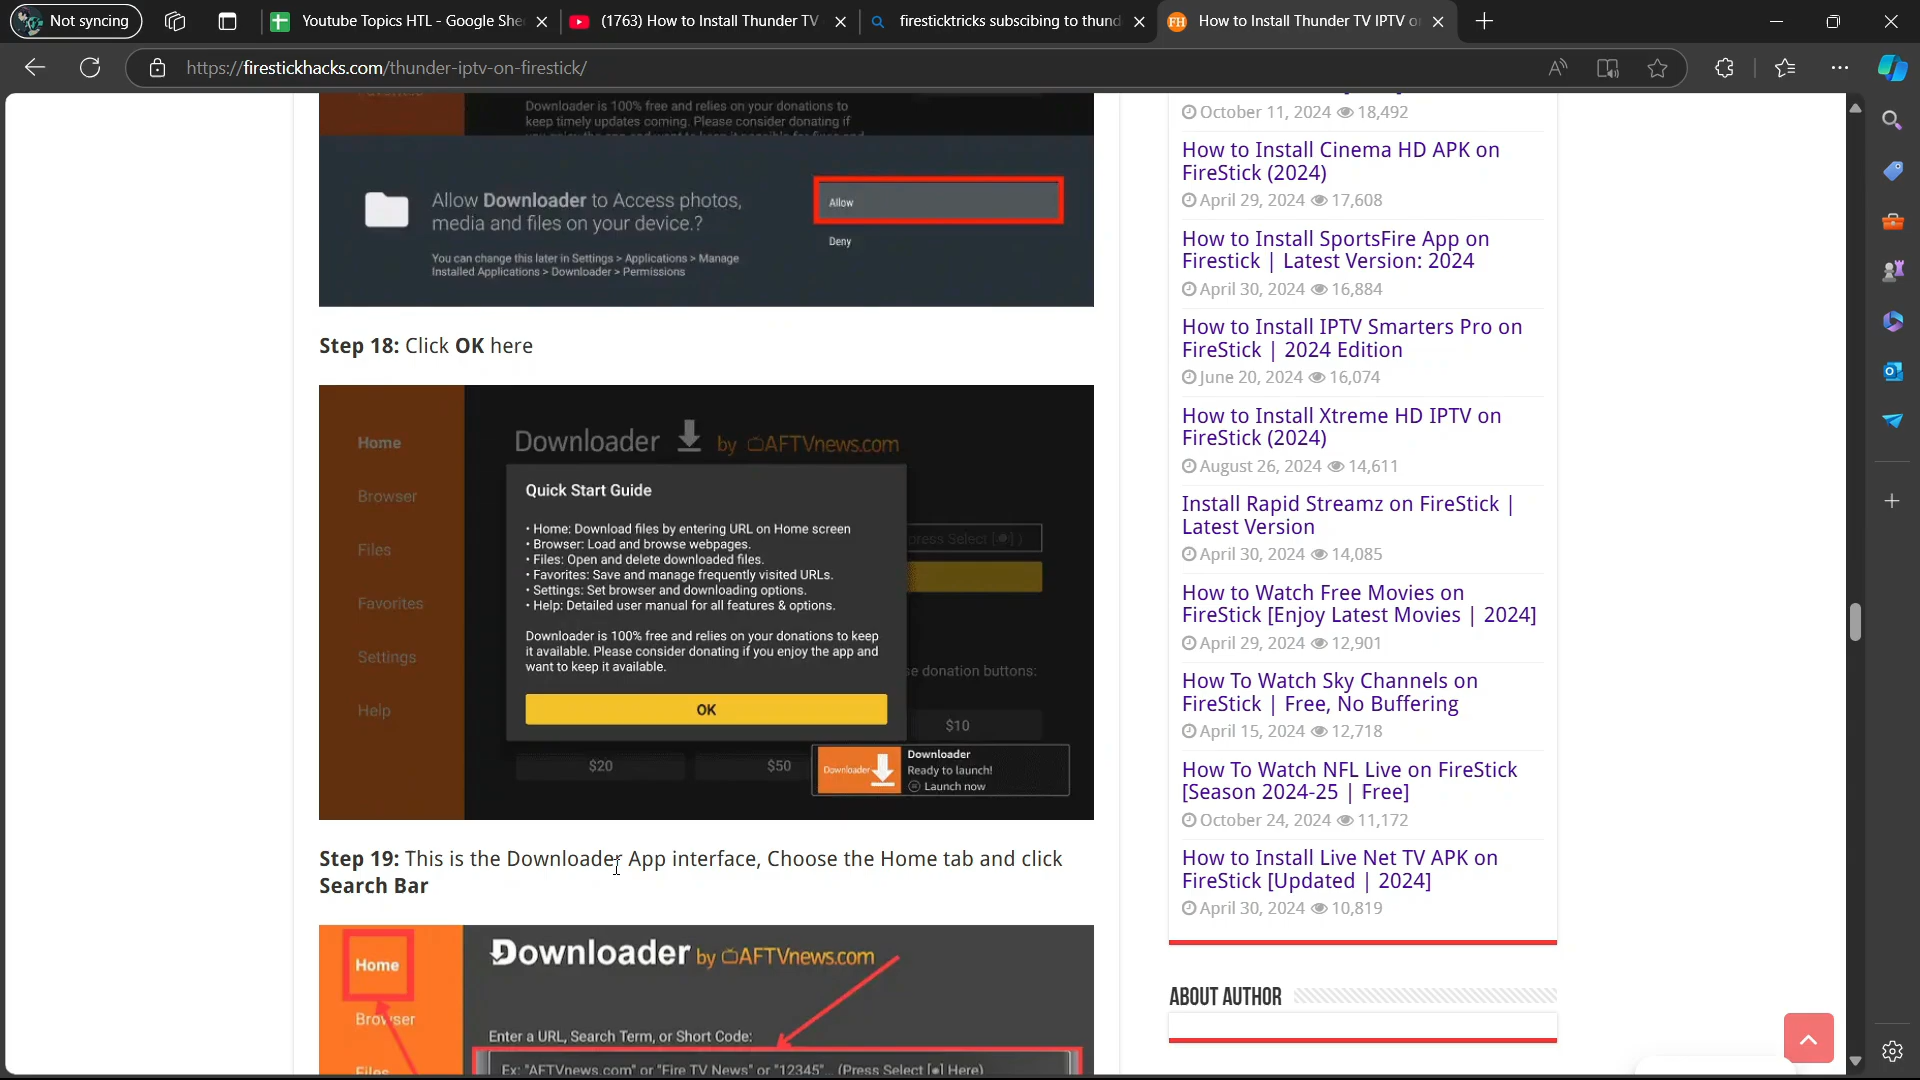 Not syncing
Youtube Topics HTL - Google She
(1763) How to Install Thunder TV
firesticktricks subscibing to thund
How to Install Thunder TV IPTV o
https://firestickhacks.com/thunder-iptv-on-firestick/
Downloader is 100% free and relies on your donations to
keep timely updates coming. Please consider donating if
Allow Downloader to Access photos,
media and files on your device.?
You can change this later in Settings > Applications > Manage
Installed Applications > Downloader > Permissions
Allow
Deny
Step 18: Click OK here
Home
Browser
Files
Favorites
Settings
Help
Downloader by AFTVnews.com
Quick Start Guide
• Home: Download files by entering URL on Home screen
• Browser: Load and browse webpages.
• Files: Open and delete downloaded files.
• Favorites: Save and manage frequently visited URLs.
• Settings: Set browser and downloading options.
• Help: Detailed user manual for all features & options.
Downloader is 100% free and relies on your donations to keep
it available. Please consider donating if you enjoy the app and
want to keep it available.
OK
press Select
se donation buttons:
$10
$20
$50
Downloader
Downloader
Ready to launch!
Launch now
Step 19: This is the Downloader App interface, Choose the Home tab and click
Search Bar
Home
Browser
Files
Downloader by AFTVnews.com
Enter a URL, Search Term, or Short Code:
Ex: "AFTVnews.com" or "Fire TV News" or "12345"... (Press Select Here)
October 11, 2024 18,492
How to Install Cinema HD APK on
FireStick (2024)
April 29, 2024 17,608
How to Install SportsFire App on
Firestick | Latest Version: 2024
April 30, 2024 16,884
How to Install IPTV Smarters Pro on
FireStick | 2024 Edition
June 20, 2024 16,074
How to Install Xtreme HD IPTV on
FireStick (2024)
August 26, 2024 14,611
Install Rapid Streamz on FireStick |
Latest Version
April 30, 2024 14,085
How to Watch Free Movies on
FireStick [Enjoy Latest Movies | 2024]
April 29, 2024 12,901
How To Watch Sky Channels on
FireStick | Free, No Buffering
April 15, 2024 12,718
How To Watch NFL Live on FireStick
[Season 2024-25 | Free]
October 24, 2024 11,172
How to Install Live Net TV APK on
FireStick [Updated | 2024]
April 30, 2024 10,819
ABOUT AUTHOR